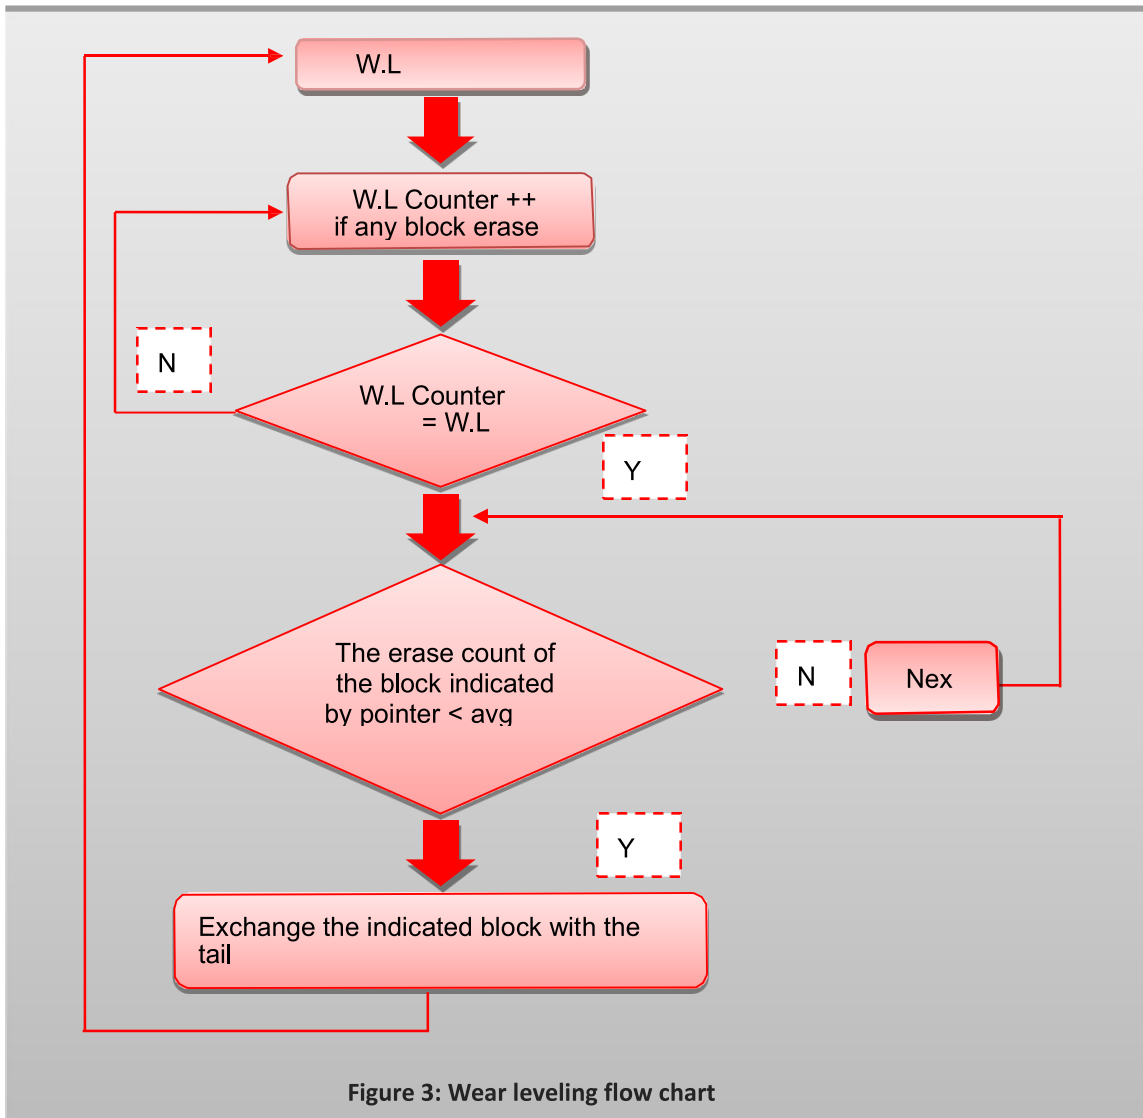 W.L
W.L Counter ++
if any block erase
N
W.L Counter
= W.L
Y
The erase count of
the block indicated
by pointer < avg
N
Nex
Y
Exchange the indicated block with the
tail
Figure 3: Wear leveling flow chart